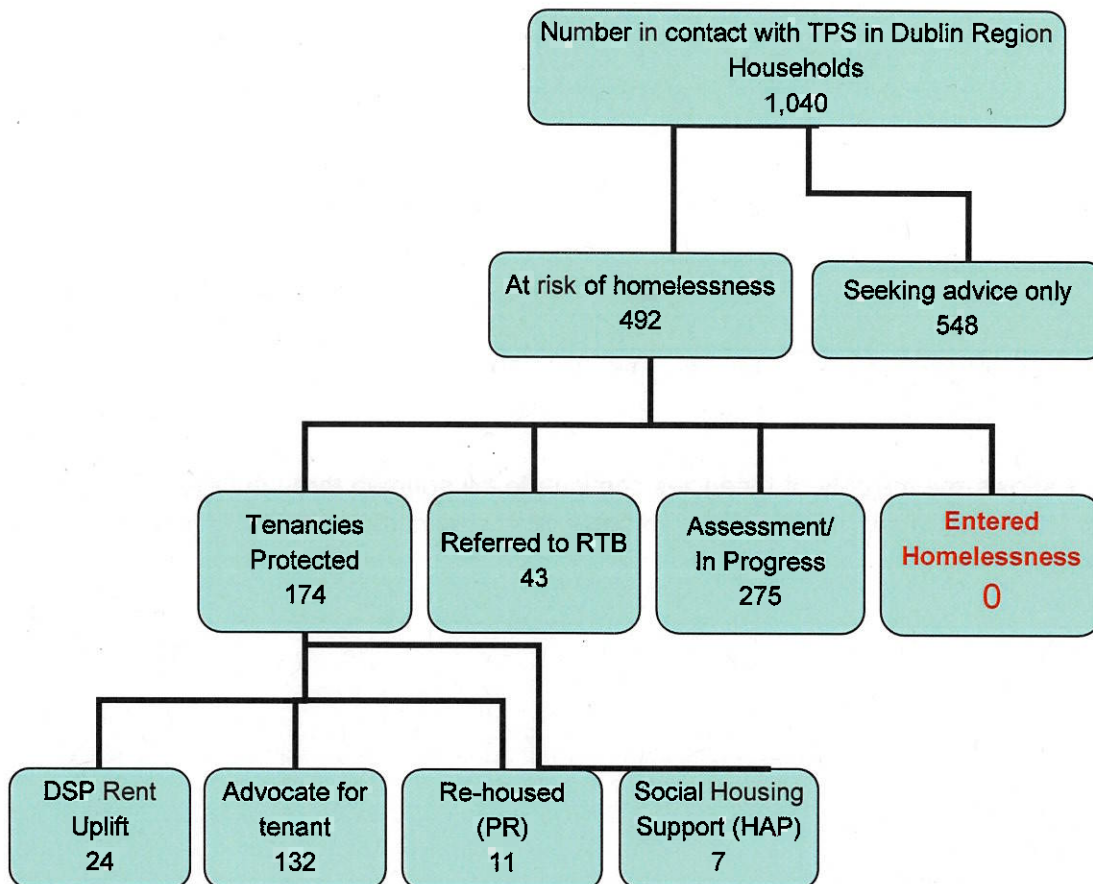 Number in contact with TPS in Dublin Region
Households
1,040
At risk of homelessness
492
Seeking advice only
548
Tenancies
Protected
174
Referred to RTB
43
Assessment/
In Progress
275
Entered
Homelessness
0
DSP Rent
Uplift
24
Advocate for
tenant
132
Re-housed
(PR)
11
Social Housing
Support (HAP)
7